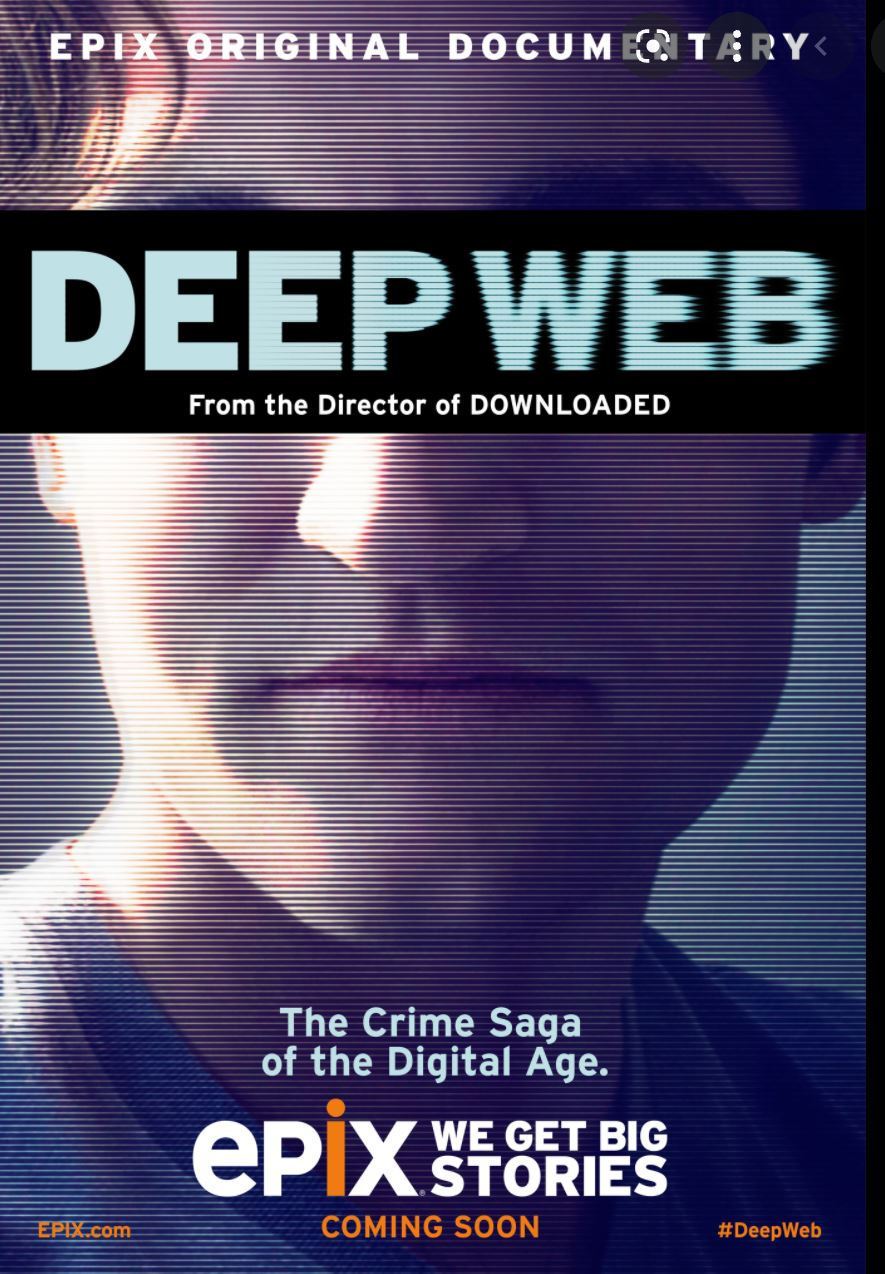 EPIX ORIGINAL DOCUMENTARY
DEEP WEB
From the Director of DOWNLOADED
The Crime Saga
of the Digital Age.
epix WE GET BIG
STORIES
EPIX.com COMING SOON #DeepWeb